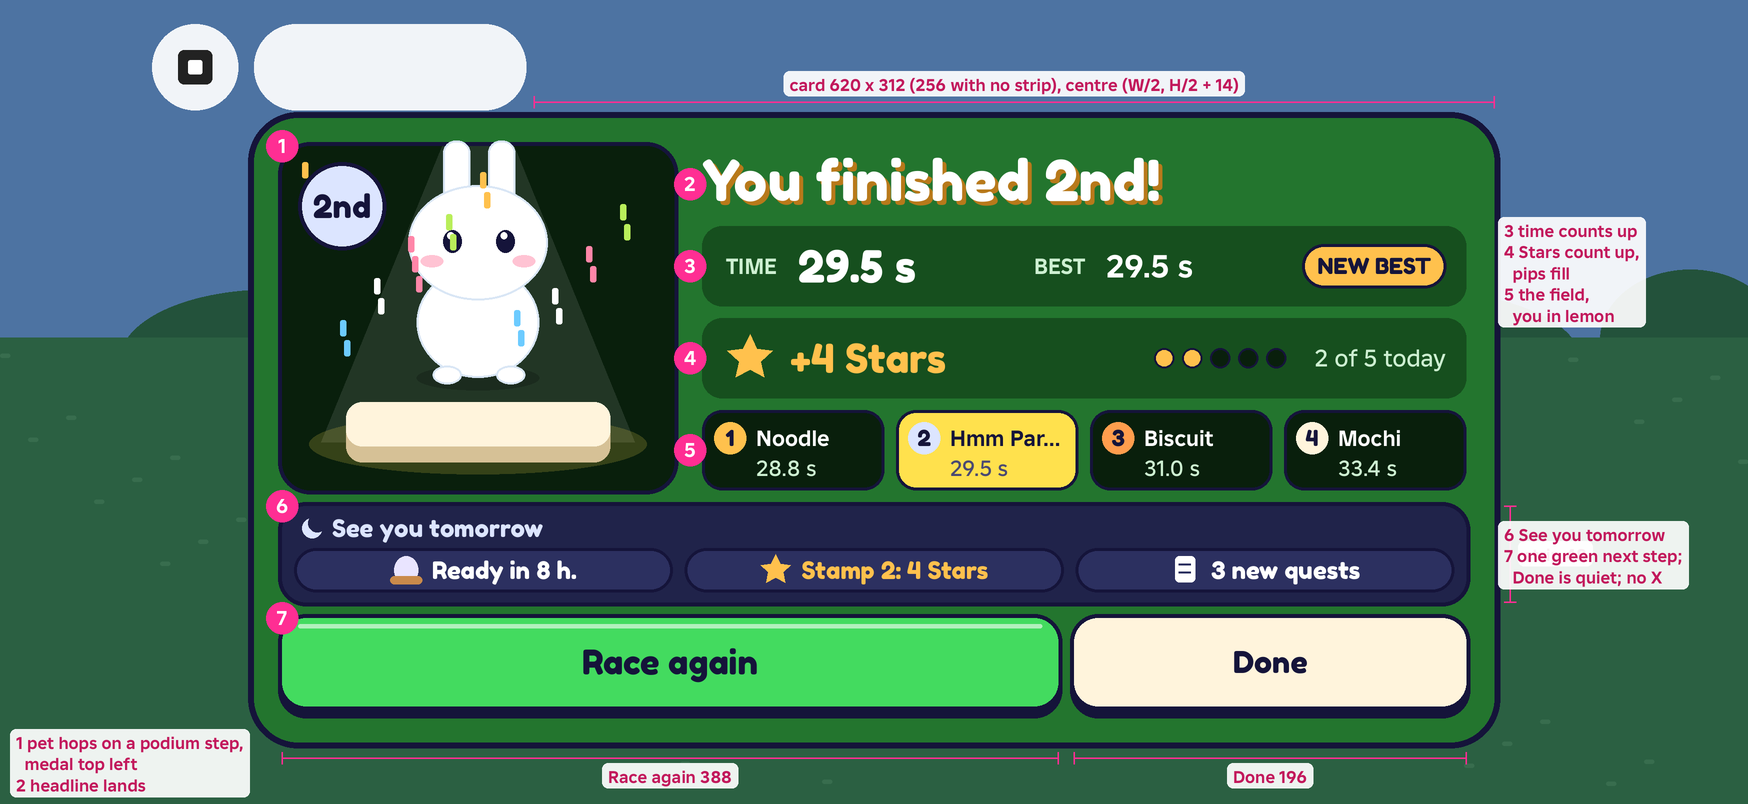 card 620 x 312 (256 with no strip), centre (W/2, H/2 + 14)
1
2nd
2 You finished 2nd!
3 TIME 29.5 s BEST 29.5 s NEW BEST
3 time counts up
4 Stars count up,
pips fill
5 the field,
you in lemon
4 +4 Stars 2 of 5 today
5
1 Noodle
28.8 s
2 Hmm Par...
29.5 s
3 Biscuit
31.0 s
4 Mochi
33.4 s
6 See you tomorrow
Ready in 8 h.
Stamp 2: 4 Stars
3 new quests
6 See you tomorrow
7 one green next step;
Done is quiet; no X
7
Race again
Done
1 pet hops on a podium step,
medal top left
2 headline lands
Race again 388
Done 196